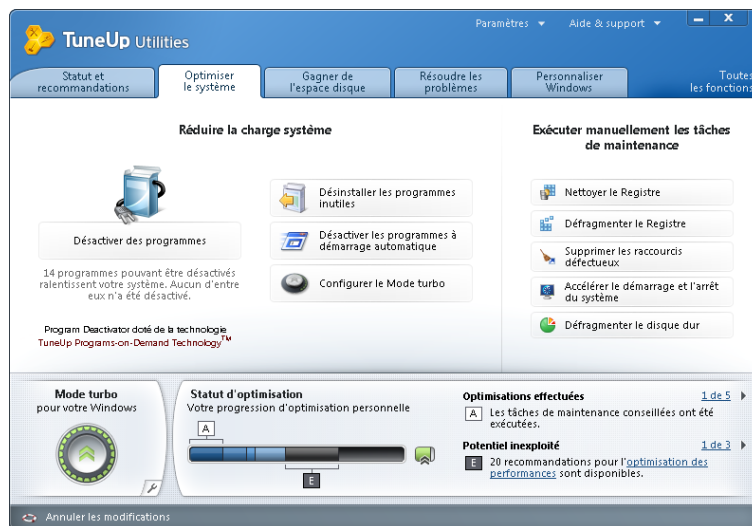 Paramètres
Aide & support
TuneUp Utilities
Statut et
recommandations
Optimiser
le système
Gagner de
l'espace disque
Résoudre les
problèmes
Personnaliser
Windows
Toutes
les fonctions
Réduire la charge système
Exécuter manuellement les tâches
de maintenance
Désactiver des programmes
14 programmes pouvant être désactivés
ralentissent votre système. Aucun d'entre
eux n'a été désactivé.
Program Deactivator doté de la technologie
TuneUp Programs-on-Demand Technology™
Désinstaller les programmes
inutiles
Désactiver les programmes à
démarrage automatique
Configurer le Mode turbo
Nettoyer le Registre
Défragmenter le Registre
Supprimer les raccourcis
défectueux
Accélérer le démarrage et l'arrêt
du système
Défragmenter le disque dur
Mode turbo
pour votre Windows
Statut d'optimisation
Votre progression d'optimisation personnelle
A
E
Optimisations effectuées
1 de 5
A Les tâches de maintenance conseillées ont été
exécutées.
Potentiel inexploité
1 de 3
E 20 recommandations pour l'optimisation des
performances sont disponibles.
Annuler les modifications